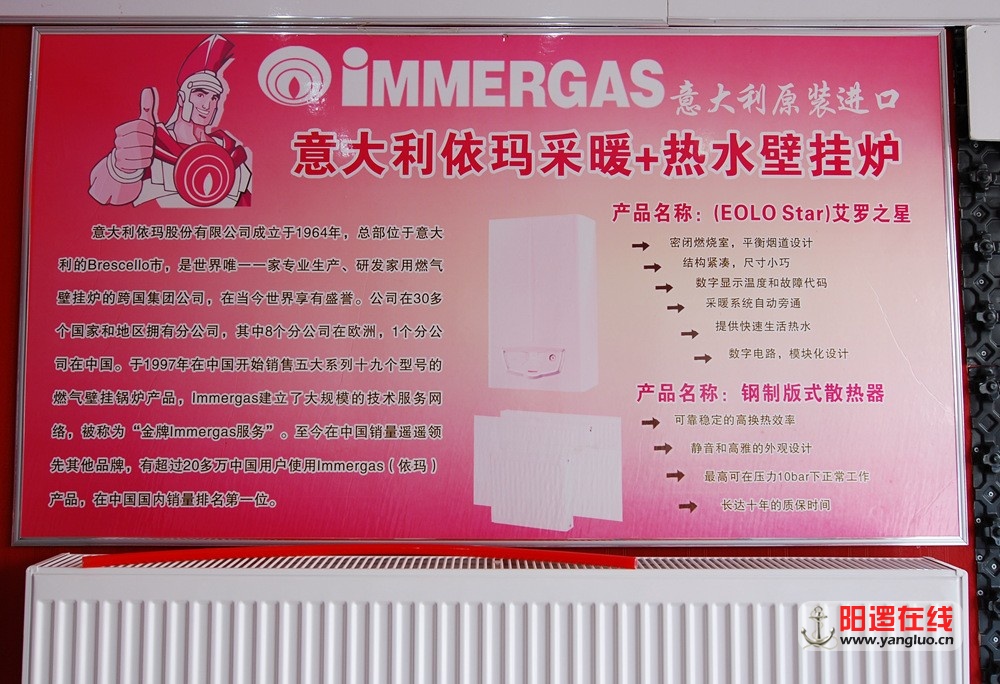 iMMERGAS 意大利原装进口
意大利依玛采暖+热水壁挂炉
意大利依玛股份有限公司成立于1964年，总部位于意大
利的Brescello市，是世界唯一一家专业生产、研发家用燃气
壁挂炉的跨国集团公司，在当今世界享有盛誉。公司在30多
个国家和地区拥有分公司，其中8个分公司在欧洲，1个分公
司在中国。于1997年在中国开始销售五大系列十九个型号的
燃气壁挂锅炉产品，Immergas建立了大规模的技术服务网
络，被称为“金牌Immergas服务”。至今在中国销量遥遥领
先其他品牌，有超过20多万中国用户使用Immergas（依玛）
产品，在中国国内销量排名第一位。
产品名称：(EOLO Star)艾罗之星
密闭燃烧室，平衡烟道设计
结构紧凑，尺寸小巧
数字显示温度和故障代码
采暖系统自动旁通
提供快速生活热水
数字电路，模块化设计
产品名称：钢制版式散热器
可靠稳定的高换热效率
静音和高雅的外观设计
最高可在压力10bar下正常工作
长达十年的质保时间
阳逻在线
www.yangluo.cn